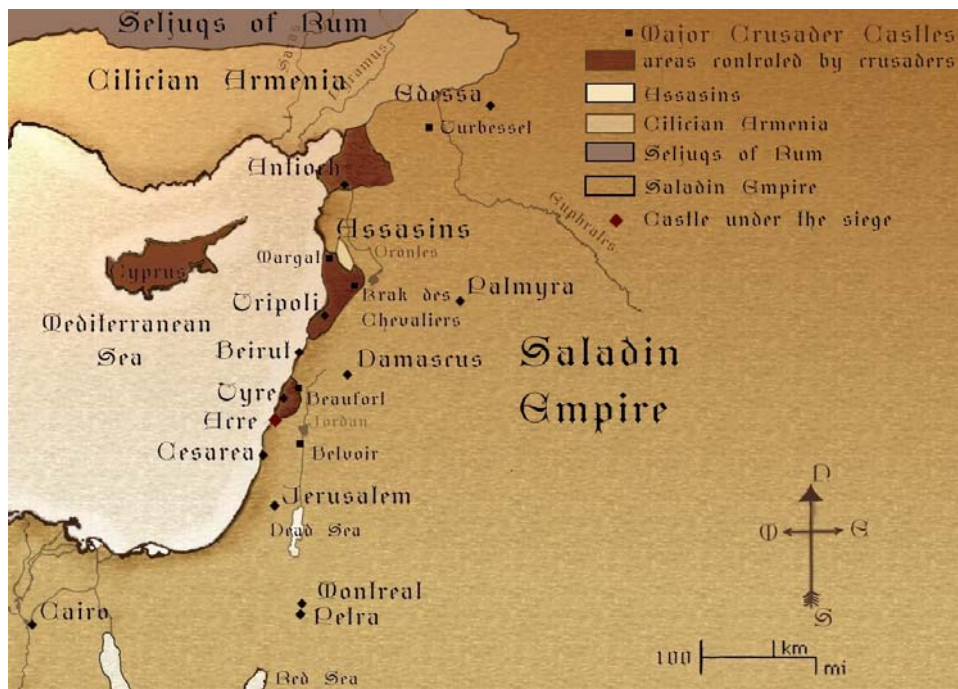 Seljuqs of Rum
Cilician Armenia
Sarus
Piramus
Edessa
Turbessel
Antioch
Assasins
Orontes
Margat
Euphrates
Cyprus
Krak des
Chevaliers
Tripoli
Palmyra
Mediterranean
Sea
Beirut
Damascus
Saladin
Empire
Tyre
Beaufort
Acre
Jordan
Cesarea
Belvoir
Jerusalem
Dead Sea
Montreal
Petra
Cairo
Red Sea
Major Crusader Castles
areas controled by crusaders
Assasins
Cilician Armenia
Seljuqs of Rum
Saladin Empire
Castle under the siege
N
W
E
S
100
km
mi